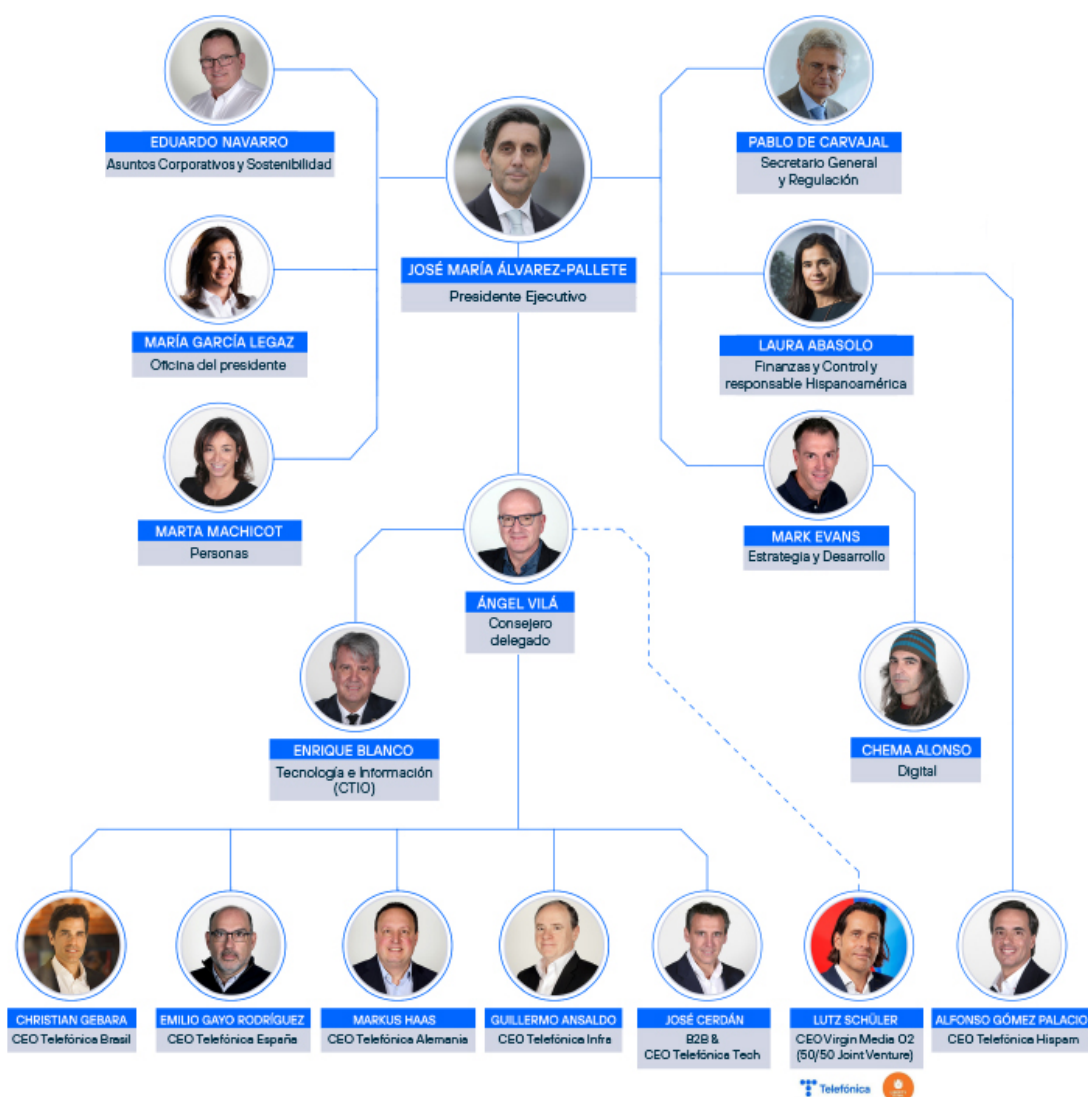 EDUARDO NAVARRO
Asuntos Corporativos y Sostenibilidad
PABLO DE CARVAJAL
Secretario General
y Regulación
JOSÉ MARÍA ÁLVAREZ-PALLETE
Presidente Ejecutivo
MARÍA GARCÍA LEGAZ
Oficina del presidente
LAURA ABASOLO
Finanzas y Control y
responsable Hispanoamérica
MARTA MACHICOT
Personas
MARK EVANS
Estrategia y Desarrollo
ÁNGEL VILÁ
Consejero
delegado
ENRIQUE BLANCO
Tecnología e Información
(CTIO)
CHEMA ALONSO
Digital
CHRISTIAN GEBARA
CEO Telefónica Brasil
EMILIO GAYO RODRÍGUEZ
CEO Telefónica España
MARKUS HAAS
CEO Telefónica Alemania
GUILLERMO ANSALDO
CEO Telefónica Infra
JOSÉ CERDÁN
B2B &
CEO Telefónica Tech
LUTZ SCHÜLER
CEO Virgin Media O2
(50/50 Joint Venture)
Telefónica
ALFONSO GÓMEZ PALACIO
CEO Telefónica Hispam